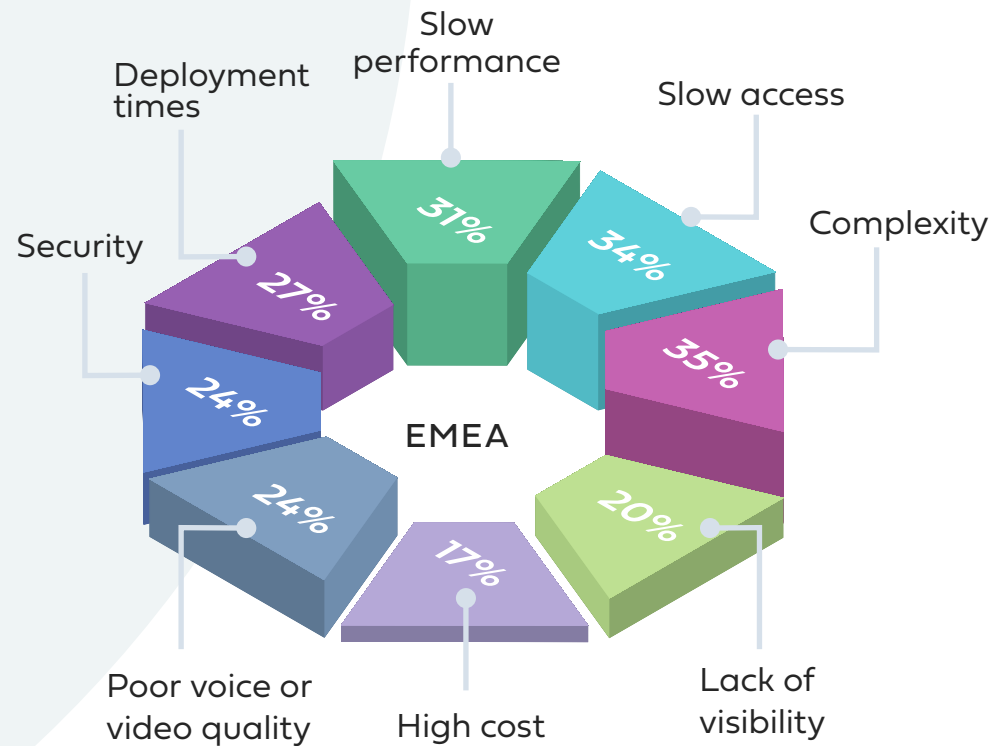 Slow
performance
31%
Slow access
34%
Complexity
35%
Lack of
visibility
20%
High cost
17%
Poor voice or
video quality
24%
Security
24%
Deployment
times
27%
EMEA